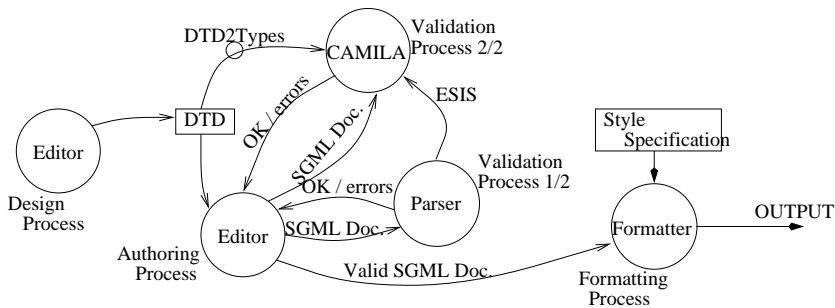 DTD2Types
Validation
Process 2/2
CAMILA
ESIS
DTD
OK / errors
SGML Doc.
Style
Specification
Editor
Design
Process
Validation
Process 1/2
OK / errors
Parser
OUTPUT
Formatter
Editor
SGML Doc.
Authoring
Process
Valid SGML Doc.
Formatting
Process